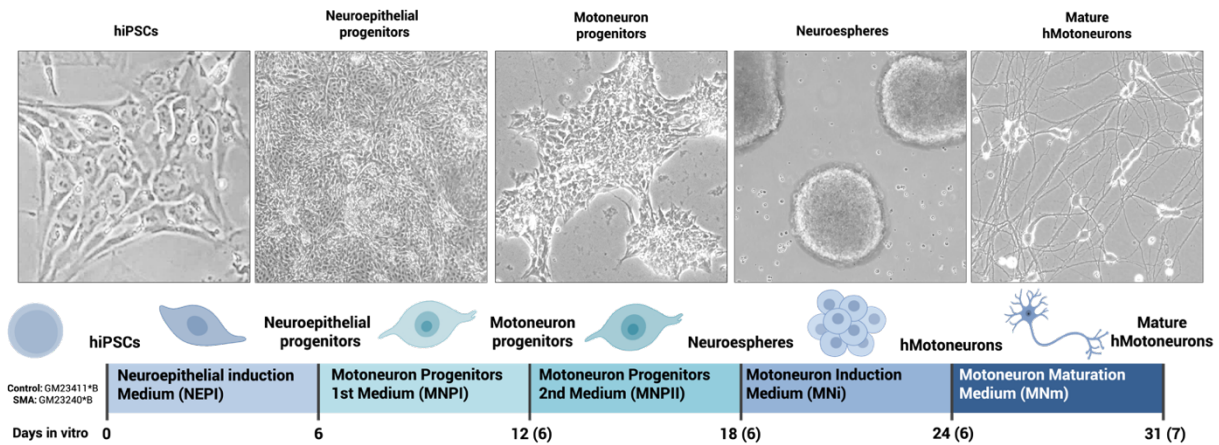 hiPSCs
Neuroepithelial
progenitors
Motoneuron
progenitors
Neuroespheres
Mature
hMotoneurons
hiPSCs
Neuroepithelial
progenitors
Motoneuron
progenitors
Neuroespheres
hMotoneurons
Mature
hMotoneurons
Control: GM23411*B
SMA: GM23240*B
Neuroepithelial induction
Medium (NEPI)
Motoneuron Progenitors
1st Medium (MNPI)
Motoneuron Progenitors
2nd Medium (MNPII)
Motoneuron Induction
Medium (MNi)
Motoneuron Maturation
Medium (MNm)
Days in vitro 0 6 12 (6) 18 (6) 24 (6) 31 (7)